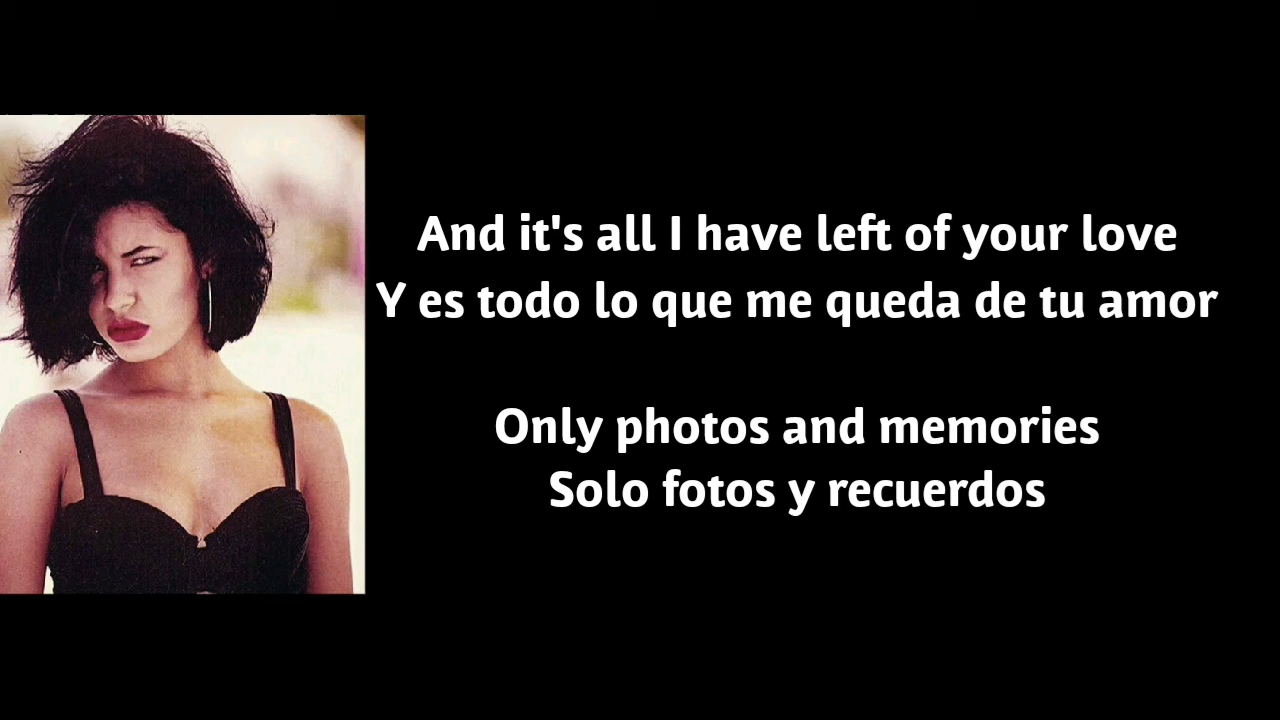 And it's all I have left of your love
Y es todo lo que me queda de tu amor
Only photos and memories
Solo fotos y recuerdos